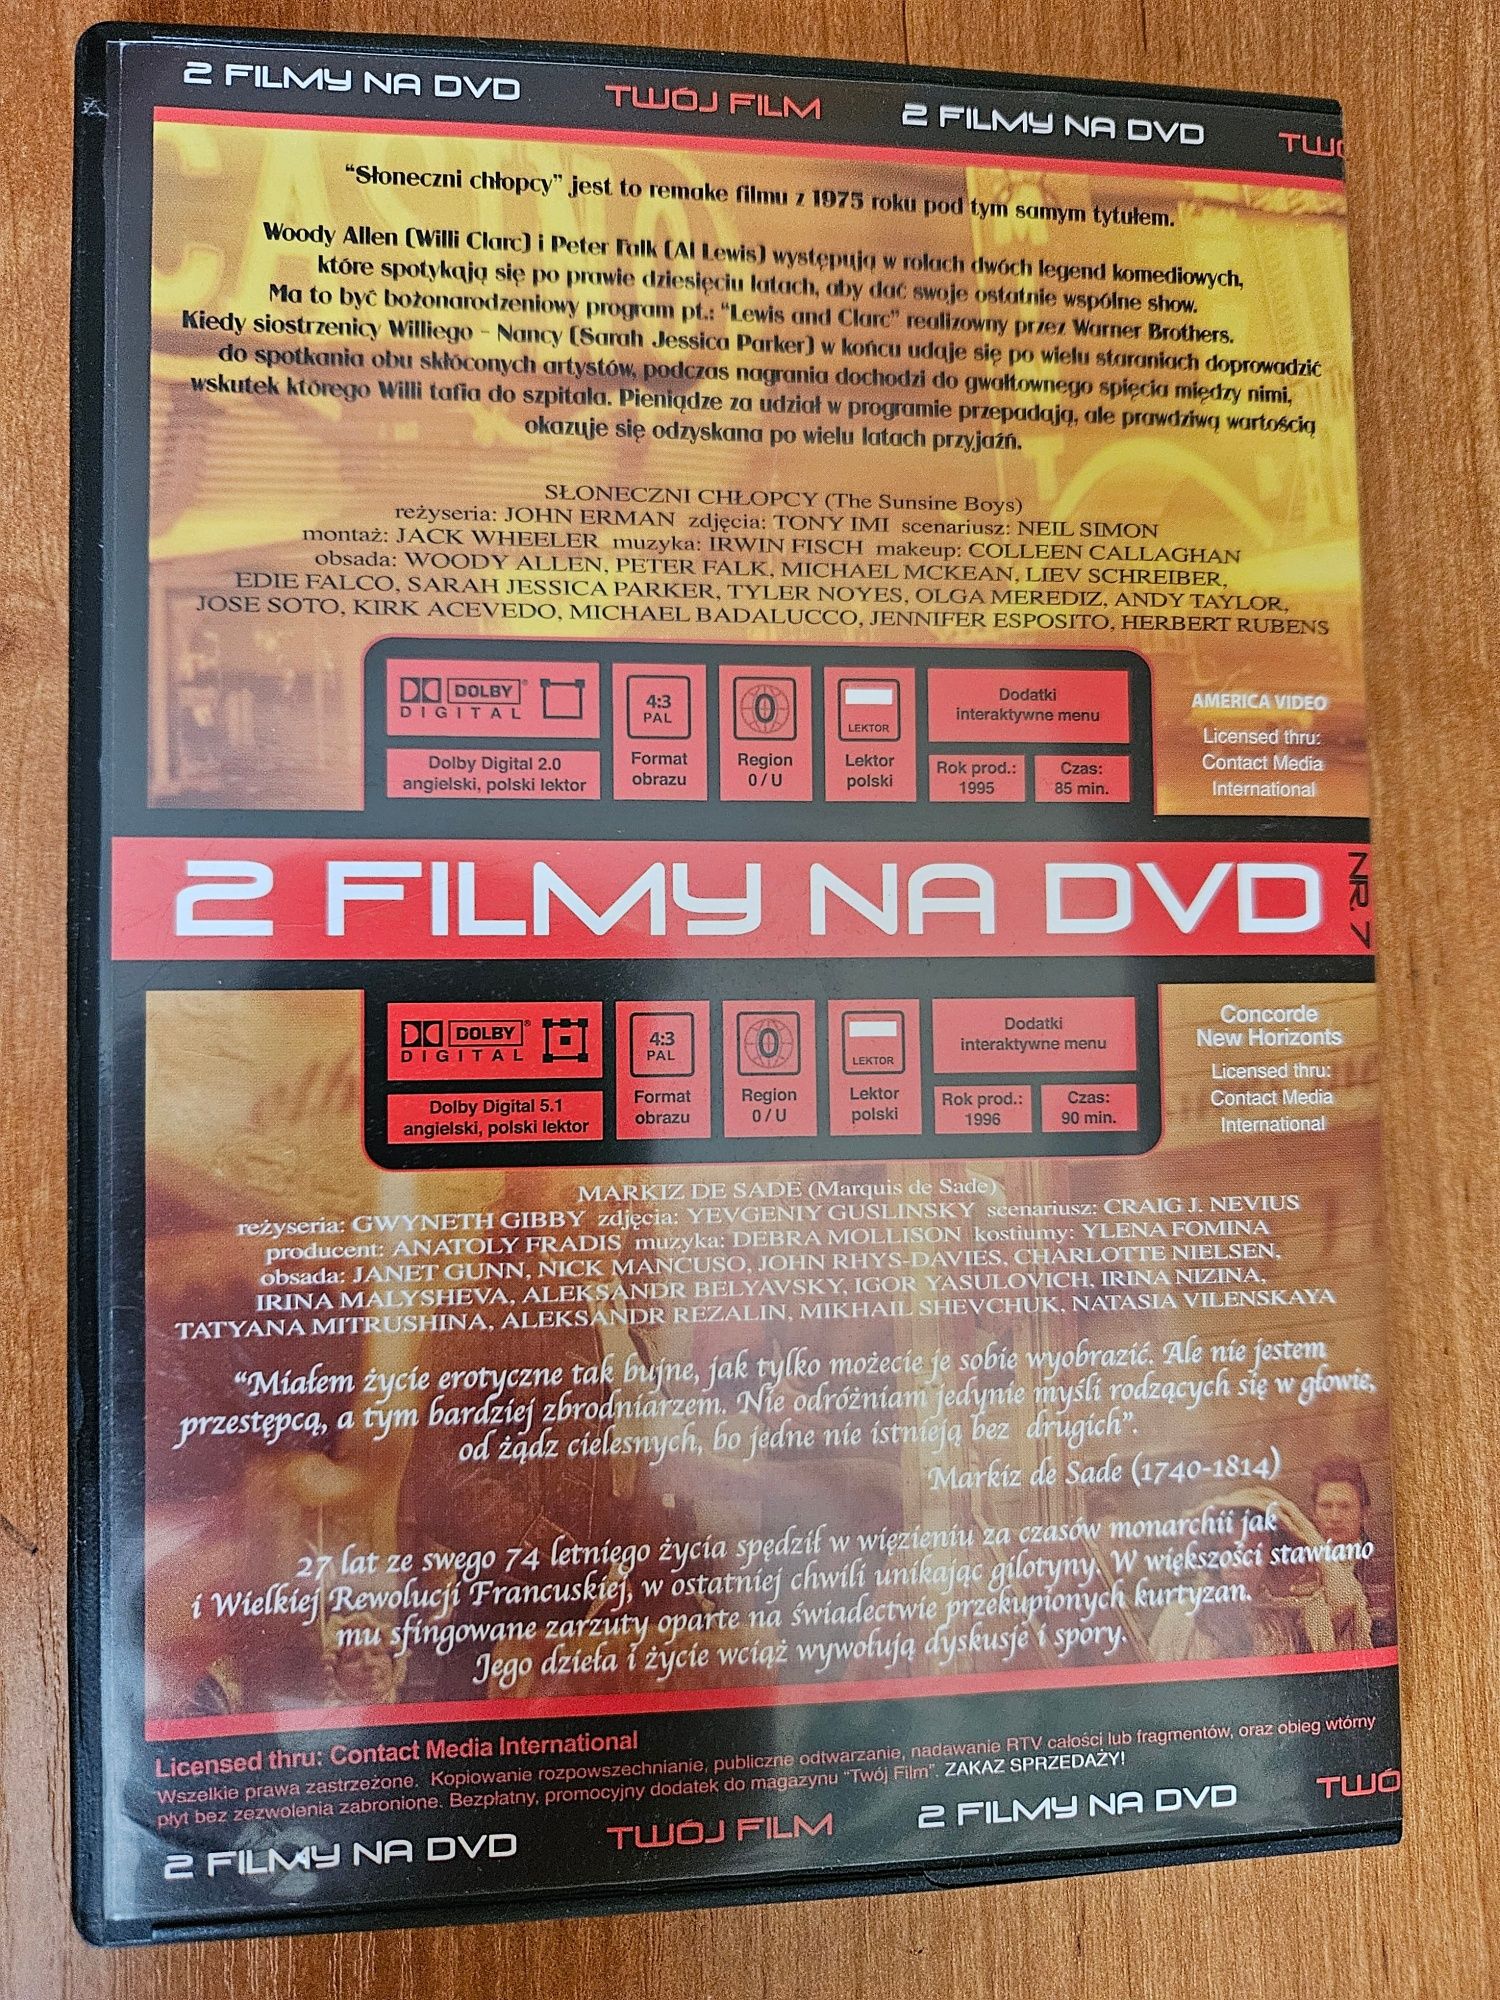 2 FILMY NA DVD TWÓJ FILM 2 FILMY NA DVD
"Słoneczni chłopcy" jest to remake filmu z 1975 roku pod tym samym tytułem.
Woody Allen (Willi Clarc) i Peter Falk (Al Lewis) występują w rolach dwóch legend komediowych,
które spotykają się po prawie dziesięciu latach, aby dać swoje ostatnie wspólne show.
Ma to być bożonarodzeniowy program pt.: "Lewis and Clarc" realizowny przez Warner Brothers.
Kiedy siostrzenicy Williego - Nancy (Sarah Jessica Parker) w końcu udaje się po wielu staraniach doprowadzić
do spotkania obu skłóconych artystów, podczas nagrania dochodzi do gwałtownego spięcia między nimi,
wskutek którego Willi tafia do szpitala. Pieniądze za udział w programie przepadają, ale prawdziwą wartością
okazuje się odzyskana po wielu latach przyjaźń.
SŁONECZNI CHŁOPCY (The Sunsine Boys)
reżyseria: JOHN ERMAN zdjęcia: TONY IMI scenariusz: NEIL SIMON
montaż: JACK WHEELER muzyka: IRWIN FISCH makeup: COLLEEN CALLAGHAN
obsada: WOODY ALLEN, PETER FALK, MICHAEL MCKEAN, LIEV SCHREIBER,
EDIE FALCO, SARAH JESSICA PARKER, TYLER NOYES, OLGA MEREDIZ, ANDY TAYLOR,
JOSE SOTO, KIRK ACEVEDO, MICHAEL BADALUCCO, JENNIFER ESPOSITO, HERBERT RUBENS
DOLBY
DIGITAL
Dolby Digital 2.0
angielski, polski lektor
4:3
PAL
Format
obrazu
0
Region
0 / U
LEKTOR
Lektor
polski
Dodatki
interaktywne menu
Rok prod.:
1995
Czas:
85 min.
AMERICA VIDEO
Licensed thru:
Contact Media
International
2 FILMY NA DVD
NR 7
DOLBY
DIGITAL
Dolby Digital 5.1
angielski, polski lektor
4:3
PAL
Format
obrazu
0
Region
0 / U
LEKTOR
Lektor
polski
Dodatki
interaktywne menu
Rok prod.:
1996
Czas:
90 min.
Concorde
New Horizonts
Licensed thru:
Contact Media
International
MARKIZ DE SADE (Marquis de Sade)
reżyseria: GWYNETH GIBBY zdjęcia: YEVGENIY GUSLINSKY scenariusz: CRAIG J. NEVIUS
producent: ANATOLY FRADIS muzyka: DEBRA MOLLISON kostiumy: YLENA FOMINA
obsada: JANET GUNN, NICK MANCUSO, JOHN RHYS-DAVIES, CHARLOTTE NIELSEN,
IRINA MALYSHEVA, ALEKSANDR BELYAVSKY, IGOR YASULOVICH, IRINA NIZINA,
TATYANA MITRUSHINA, ALEKSANDR REZALIN, MIKHAIL SHEVCHUK, NATASIA VILENSKAYA
"Miałem życie erotyczne tak bujne, jak tylko możecie je sobie wyobrazić. Ale nie jestem
przestępcą, a tym bardziej zbrodniarzem. Nie odróżniam jedynie myśli rodzących się w głowie,
od żądz cielesnych, bo jedne nie istnieją bez drugich".
Markiz de Sade (1740-1814)
27 lat ze swego 74 letniego życia spędził w więzieniu za czasów monarchii jak
i Wielkiej Rewolucji Francuskiej, w ostatniej chwili unikając gilotyny. W większości stawiano
mu sfingowane zarzuty oparte na świadectwie przekupionych kurtyzan.
Jego dzieła i życie wciąż wywołują dyskusje i spory.
Licensed thru: Contact Media International
Wszelkie prawa zastrzeżone. Kopiowanie rozpowszechnianie, publiczne odtwarzanie, nadawanie RTV całości lub fragmentów, oraz obieg wtórny
płyt bez zezwolenia zabronione. Bezpłatny, promocyjny dodatek do magazynu "Twój Film". ZAKAZ SPRZEDAŻY!
2 FILMY NA DVD TWÓJ FILM 2 FILMY NA DVD TWÓ